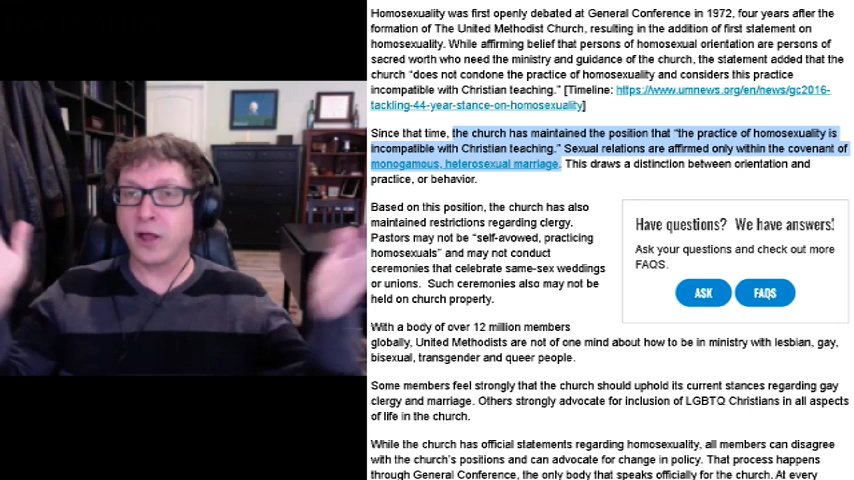 Homosexuality was first openly debated at General Conference in 1972, four years after the
formation of The United Methodist Church, resulting in the addition of first statement on
homosexuality. While affirming belief that persons of homosexual orientation are persons of
sacred worth who need the ministry and guidance of the church, the statement added that the
church "does not condone the practice of homosexuality and considers this practice
incompatible with Christian teaching." [Timeline: https://www.umnews.org/en/news/gc2016-
tackling-44-year-stance-on-homosexuality]
Since that time, the church has maintained the position that "the practice of homosexuality is
incompatible with Christian teaching." Sexual relations are affirmed only within the covenant of
monogamous, heterosexual marriage. This draws a distinction between orientation and
practice, or behavior.
Based on this position, the church has also
maintained restrictions regarding clergy.
Pastors may not be "self-avowed, practicing
homosexuals" and may not conduct
ceremonies that celebrate same-sex weddings
or unions. Such ceremonies also may not be
held on church property.
Have questions? We have answers!
Ask your questions and check out more
FAQS.
ASK FAQS
With a body of over 12 million members
globally, United Methodists are not of one mind about how to be in ministry with lesbian, gay,
bisexual, transgender and queer people.
Some members feel strongly that the church should uphold its current stances regarding gay
clergy and marriage. Others strongly advocate for inclusion of LGBTQ Christians in all aspects
of life in the church.
While the church has official statements regarding homosexuality, all members can disagree
with the church's positions and can advocate for change in policy. That process happens
through General Conference, the only body that speaks officially for the church. At every